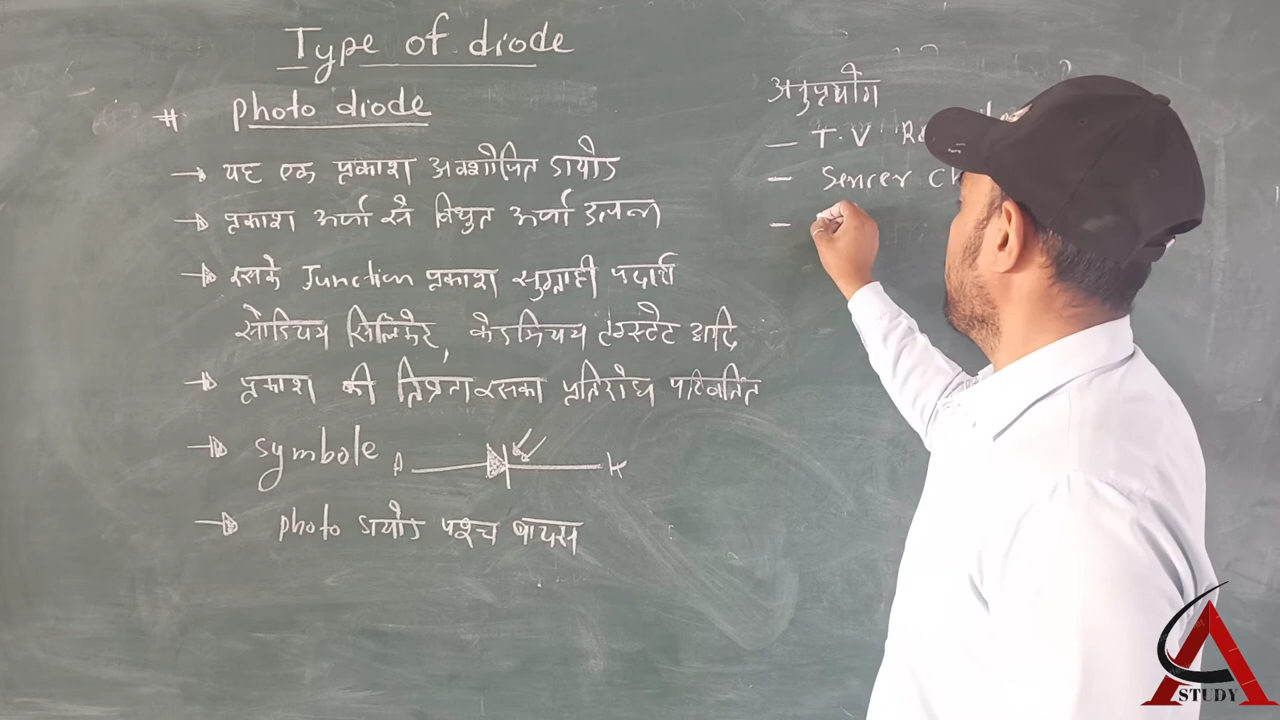 Type of diode
# Photo diode
→ यह एक प्रकाश अवशोषित डायोड
→ प्रकाश ऊर्जा से विधुत ऊर्जा उत्पन्न
→ इसके Junction प्रकाश सुग्राही पदार्थ
सोडियम सिलिकेट, केडमियम टंगस्टेट आदि
→ प्रकाश की तिव्रता इसका प्रतिरोध परिवर्तित
→ symbole A K
→ photo डायोड पश्च बायस
अनुप्रयोग
- T.V
- Sencer
-
A STUDY